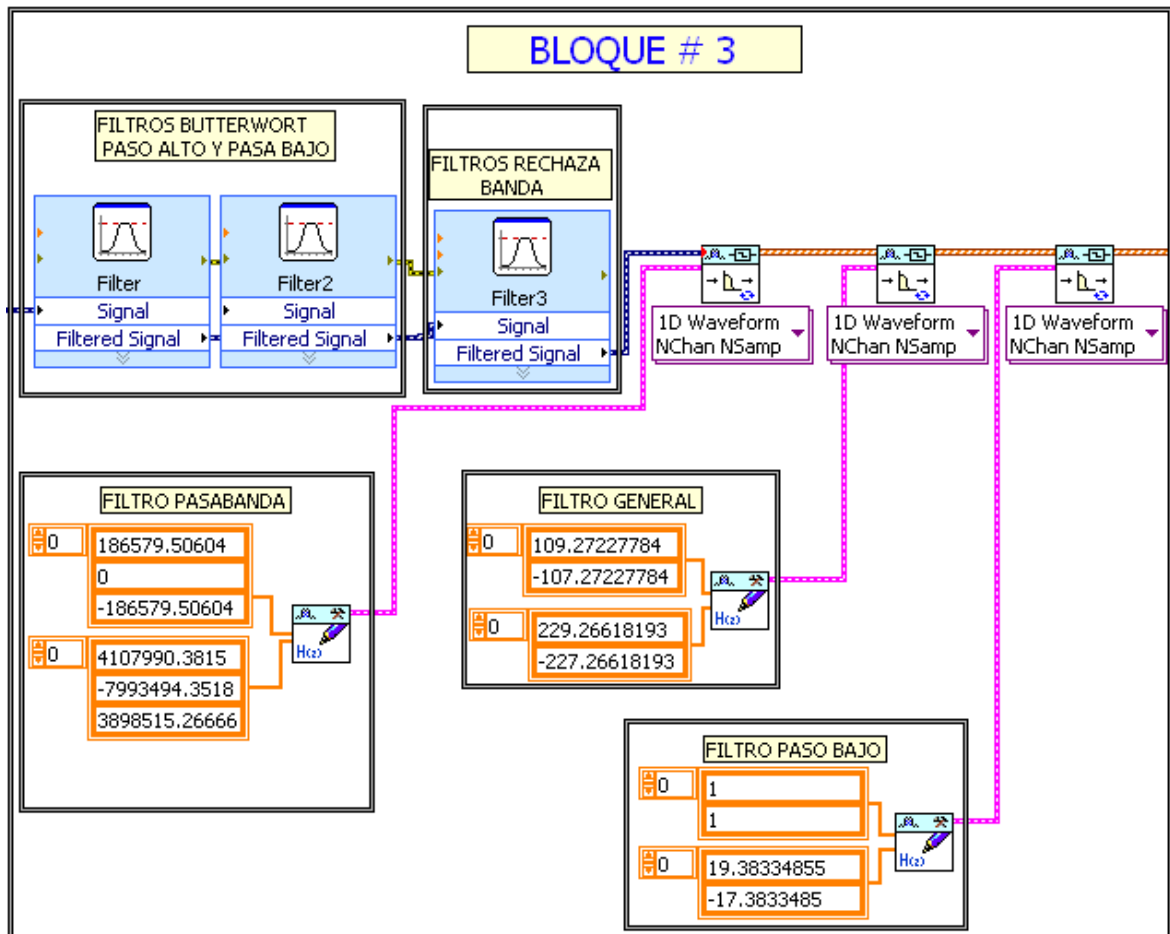 BLOQUE # 3
FILTROS BUTTERWORT
PASO ALTO Y PASA BAJO
Filter
Signal
Filtered Signal
Filter2
Signal
Filtered Signal
FILTROS RECHAZA
BANDA
Filter3
Signal
Filtered Signal
1D Waveform
NChan NSamp
1D Waveform
NChan NSamp
1D Waveform
NChan NSamp
FILTRO PASABANDA
0
186579.50604
0
-186579.50604
0
4107990.3815
-7993494.3518
3898515.26666
H(z)
FILTRO GENERAL
0
109.27227784
-107.27227784
0
229.26618193
-227.26618193
H(z)
FILTRO PASO BAJO
0
1
1
0
19.38334855
-17.3833485
H(z)